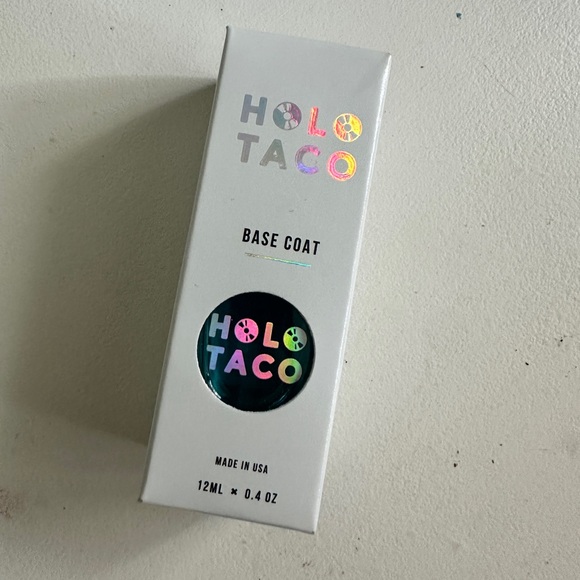 HOLO
TACO
BASE COAT
HOLO
TACO
MADE IN USA
12ML × 0.4 OZ